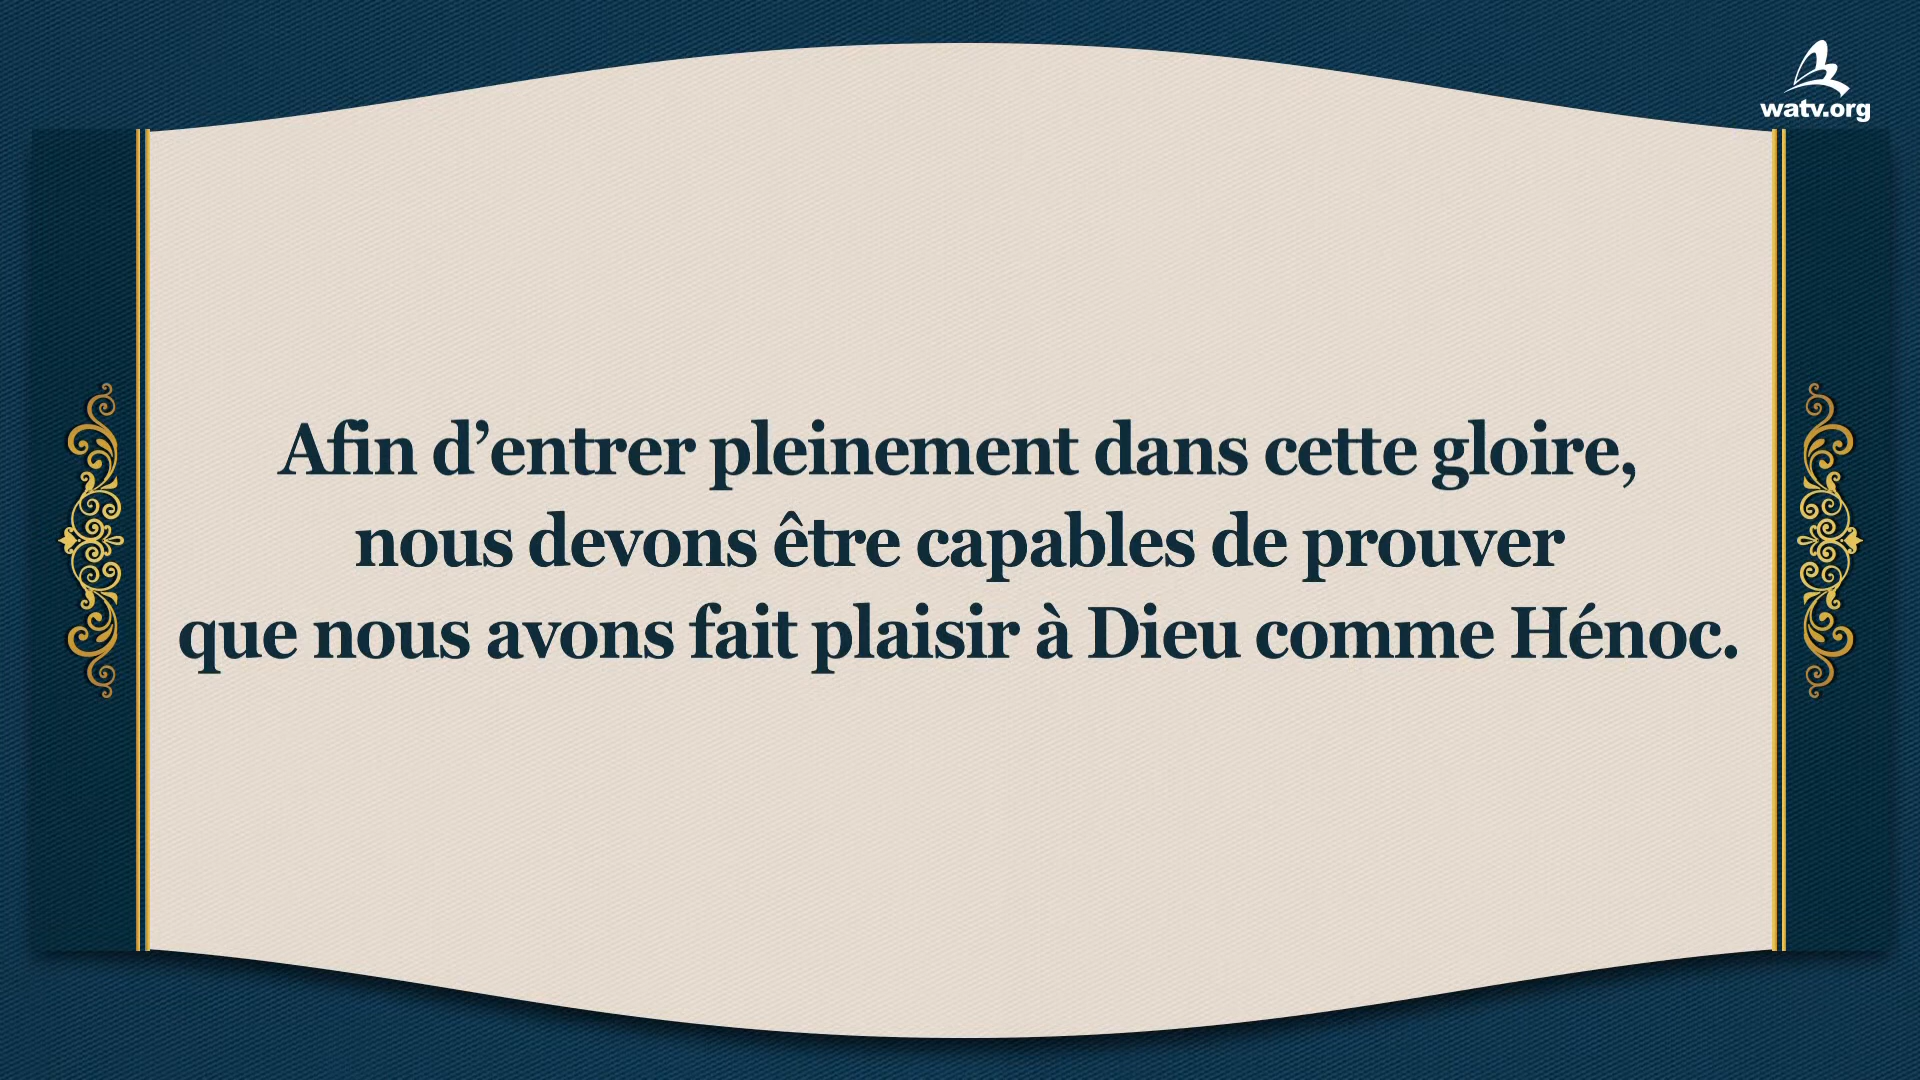 watv.org
Afin d’entrer pleinement dans cette gloire,
nous devons être capables de prouver
que nous avons fait plaisir à Dieu comme Hénoc.